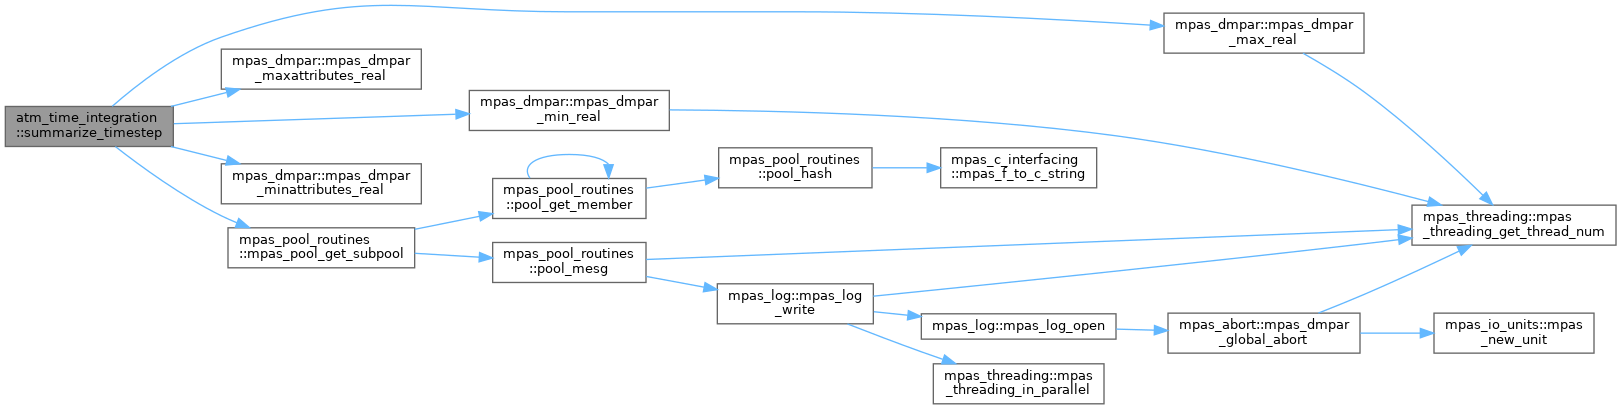 mpas_dmpar::mpas_dmpar
_max_real
mpas_dmpar::mpas_dmpar
_maxattributes_real
atm_time_integration
::summarize_timestep
mpas_dmpar::mpas_dmpar
_min_real
mpas_pool_routines
::pool_hash
mpas_c_interfacing
::mpas_f_to_c_string
mpas_dmpar::mpas_dmpar
_minattributes_real
mpas_pool_routines
::pool_get_member
mpas_threading::mpas
_threading_get_thread_num
mpas_pool_routines
::mpas_pool_get_subpool
mpas_pool_routines
::pool_mesg
mpas_log::mpas_log
_write
mpas_log::mpas_log_open
mpas_abort::mpas_dmpar
_global_abort
mpas_io_units::mpas
_new_unit
mpas_threading::mpas
_threading_in_parallel